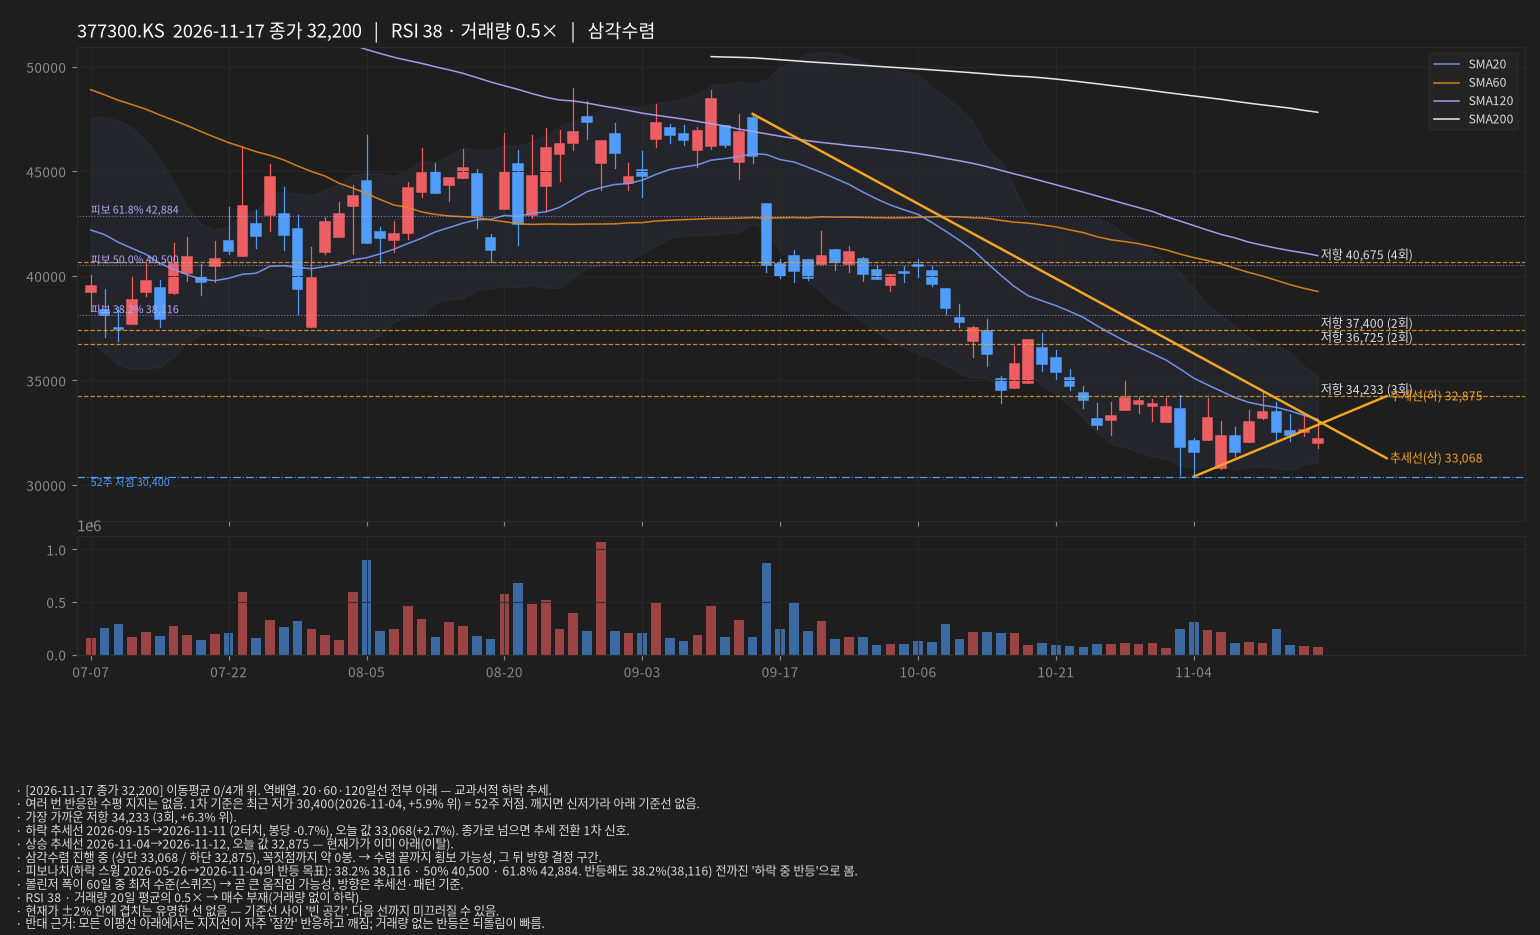 377300.KS 2026-11-17 종가 32,200 | RSI 38 · 거래량 0.5× | 삼각수렴
SMA20
SMA60
SMA120
SMA200
50000
45000
40000
35000
30000
피보 61.8% 42,884
피보 50.0% 40,500
피보 38.2% 38,116
52주 저점 30,400
저항 40,675 (4회)
저항 37,400 (2회)
저항 36,725 (2회)
저항 34,233 (3회)
추세선(하) 32,875
추세선(상) 33,068
1e6
1.0
0.5
0.0
07-07 07-22 08-05 08-20 09-03 09-17 10-06 10-21 11-04
· [2026-11-17 종가 32,200] 이동평균 0/4개 위. 역배열. 20·60·120일선 전부 아래 — 교과서적 하락 추세.
· 여러 번 반응한 수평 지지는 없음. 1차 기준은 최근 저가 30,400(2026-11-04, +5.9% 위) = 52주 저점. 깨지면 신저가라 아래 기준선 없음.
· 가장 가까운 저항 34,233 (3회, +6.3% 위).
· 하락 추세선 2026-09-15→2026-11-11 (2터치, 봉당 -0.7%), 오늘 값 33,068(+2.7%). 종가로 넘으면 추세 전환 1차 신호.
· 상승 추세선 2026-11-04→2026-11-12, 오늘 값 32,875 — 현재가가 이미 아래(이탈).
· 삼각수렴 진행 중 (상단 33,068 / 하단 32,875), 꼭짓점까지 약 0봉. → 수렴 끝까지 횡보 가능성, 그 뒤 방향 결정 구간.
· 피보나치(하락 스윙 2026-05-26→2026-11-04의 반등 목표): 38.2% 38,116 · 50% 40,500 · 61.8% 42,884. 반등해도 38.2%(38,116) 전까진 '하락 중 반등'으로 봄.
· 볼린저 폭이 60일 중 최저 수준(스퀴즈) → 곧 큰 움직임 가능성, 방향은 추세선·패턴 기준.
· RSI 38 · 거래량 20일 평균의 0.5× → 매수 부재(거래량 없이 하락).
· 현재가 ±2% 안에 겹치는 유명한 선 없음 — 기준선 사이 '빈 공간'. 다음 선까지 미끄러질 수 있음.
· 반대 근거: 모든 이평선 아래에서는 지지선이 자주 '잠깐' 반응하고 깨짐; 거래량 없는 반등은 되돌림이 빠름.